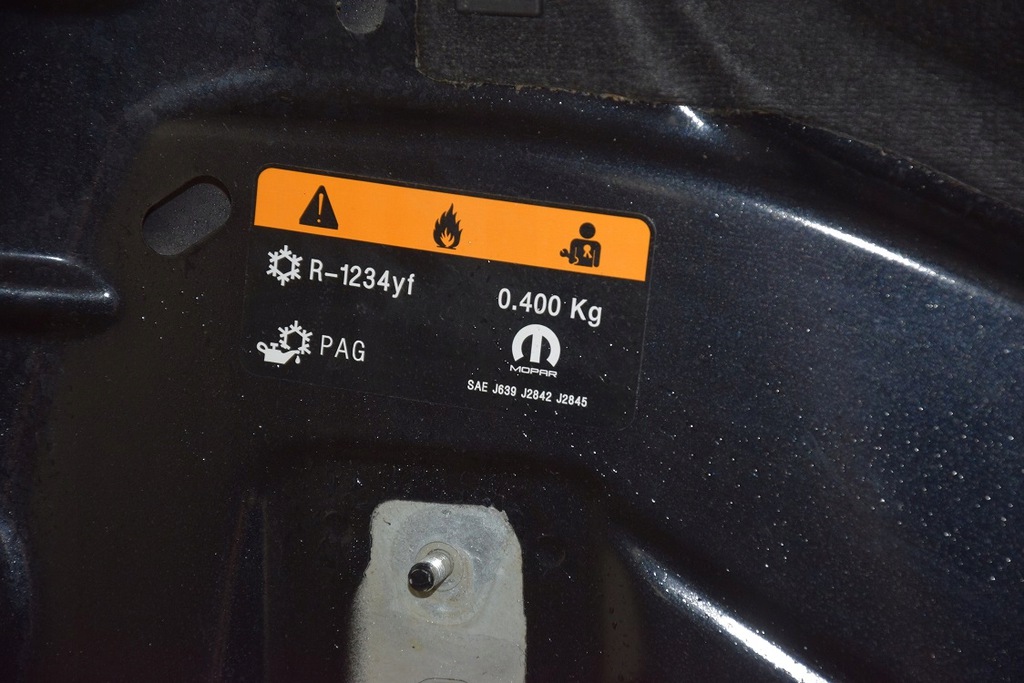 R-1234yf
0.400 Kg
PAG
MOPAR
SAE J639 J2842 J2845